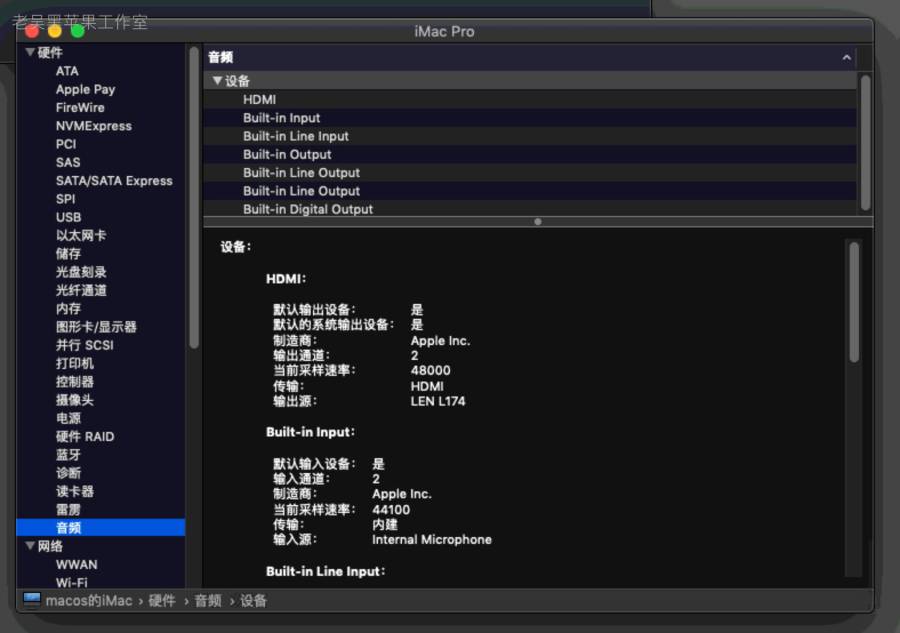 老吴黑苹果工作室
iMac Pro
硬件
ATA
Apple Pay
FireWire
NVMExpress
PCI
SAS
SATA/SATA Express
SPI
USB
以太网卡
储存
光盘刻录
光纤通道
内存
图形卡/显示器
并行 SCSI
打印机
控制器
摄像头
电源
硬件 RAID
蓝牙
诊断
读卡器
雷雳
音频
网络
WWAN
Wi-Fi
音频
设备
HDMI
Built-in Input
Built-in Line Input
Built-in Output
Built-in Line Output
Built-in Line Output
Built-in Digital Output
设备：
HDMI：
默认输出设备： 是
默认的系统输出设备： 是
制造商： Apple Inc.
输出通道： 2
当前采样速率： 48000
传输： HDMI
输出源： LEN L174
Built-in Input：
默认输入设备： 是
输入通道： 2
制造商： Apple Inc.
当前采样速率： 44100
传输： 内建
输入源： Internal Microphone
Built-in Line Input：
macos的iMac › 硬件 › 音频 › 设备